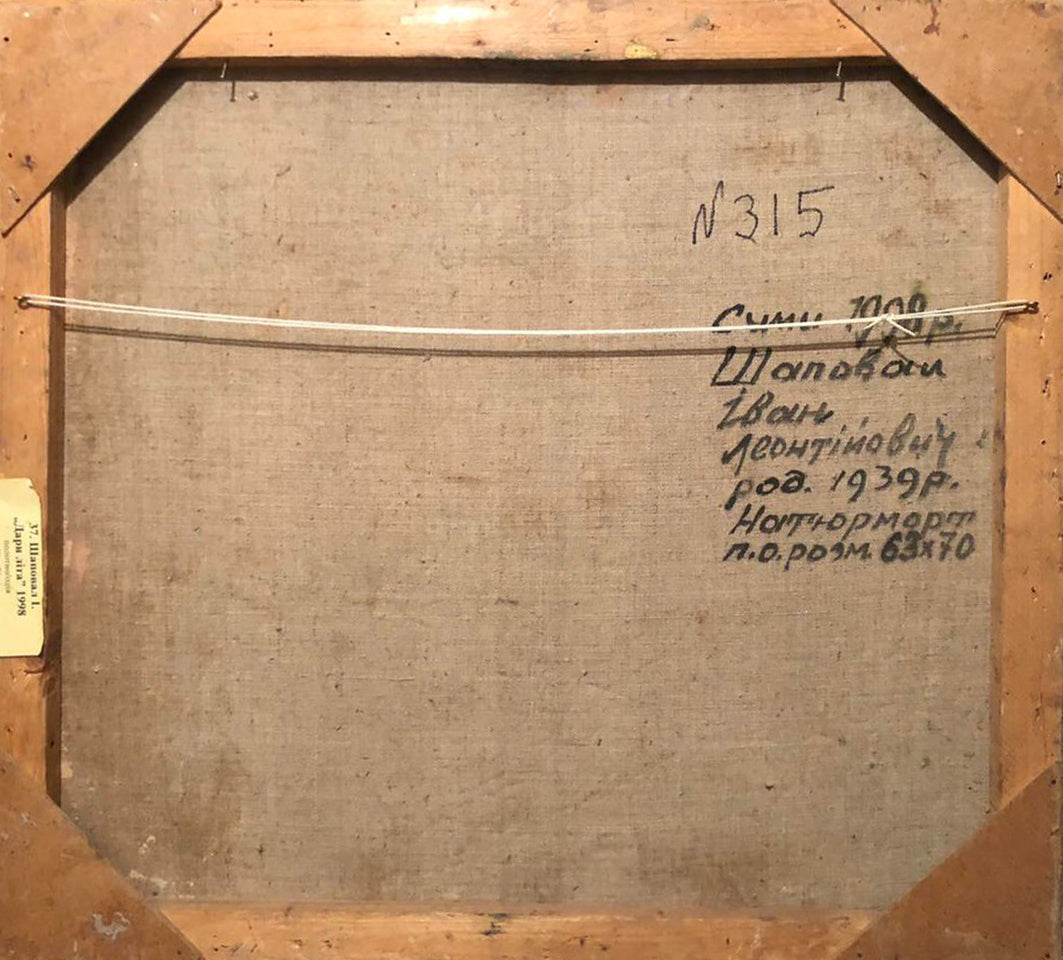 N315
Суми 1998р.
Шаповал
Іван
Леонтійович
род. 1939р.
Натюрморт
п.о. розм. 63х70
37. Шаповал І.
„Дари літа" 1998